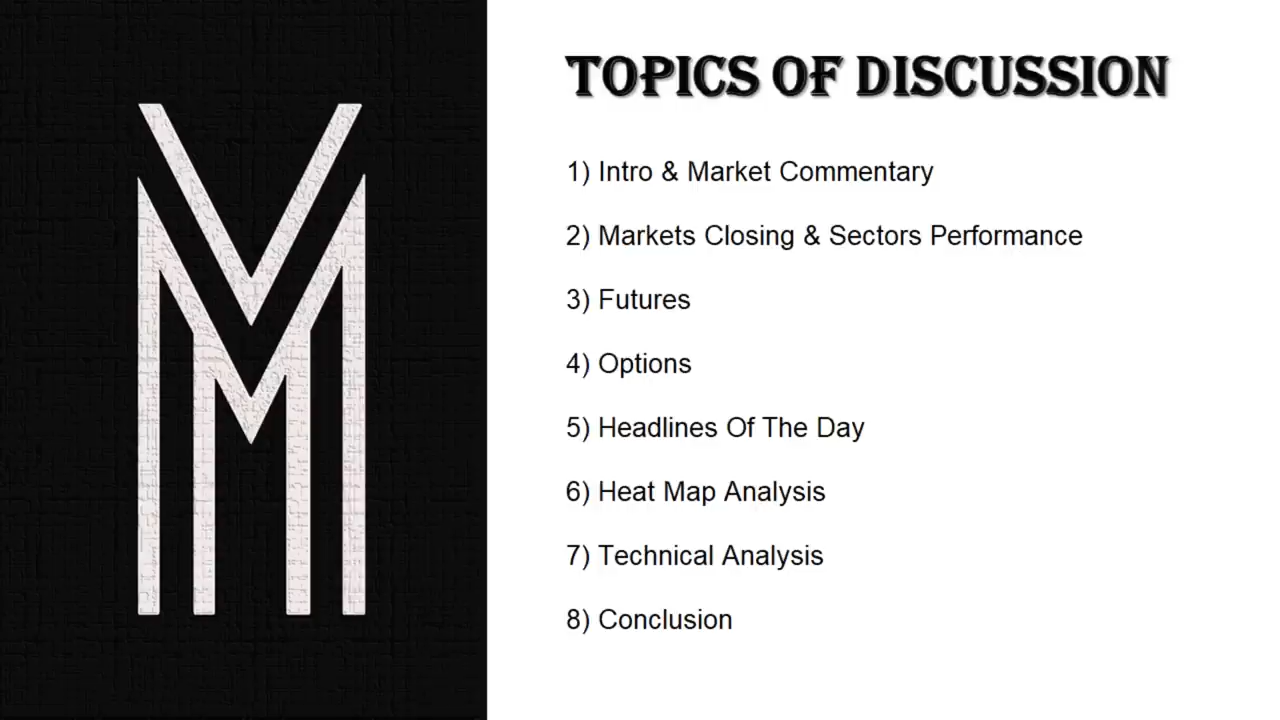 TOPICS OF DISCUSSION
1) Intro & Market Commentary
2) Markets Closing & Sectors Performance
3) Futures
4) Options
5) Headlines Of The Day
6) Heat Map Analysis
7) Technical Analysis
8) Conclusion